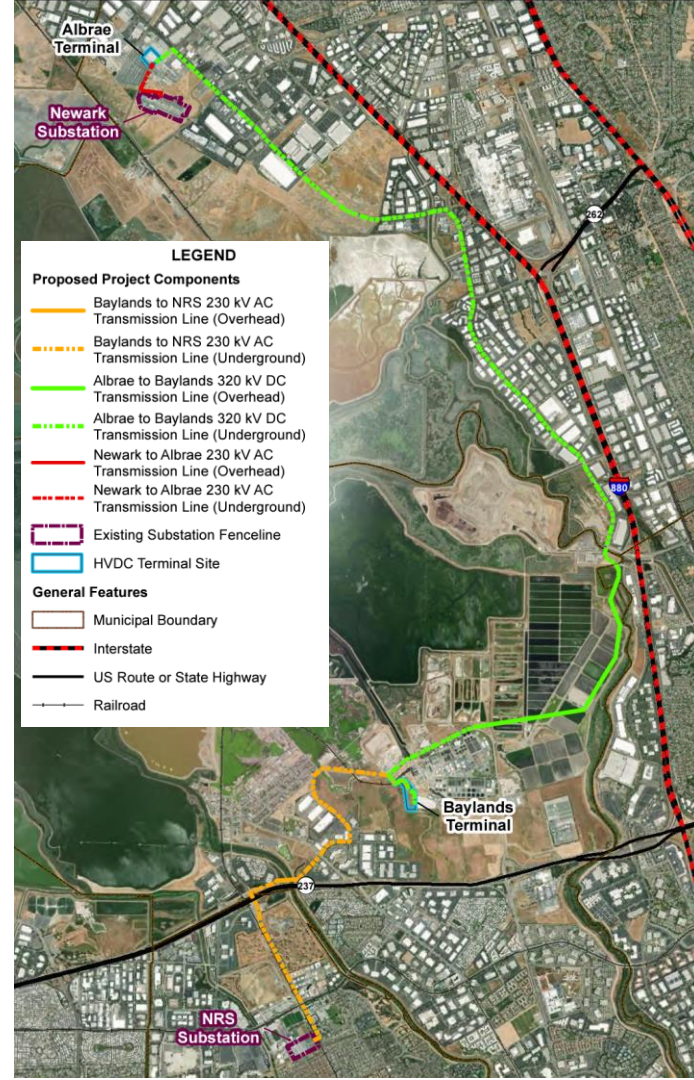 Albrae
Terminal
Newark
Substation
262
LEGEND
Proposed Project Components
Baylands to NRS 230 kV AC
Transmission Line (Overhead)
Baylands to NRS 230 kV AC
Transmission Line (Underground)
Albrae to Baylands 320 kV DC
Transmission Line (Overhead)
Albrae to Baylands 320 kV DC
Transmission Line (Underground)
Newark to Albrae 230 kV AC
Transmission Line (Overhead)
Newark to Albrae 230 kV AC
Transmission Line (Underground)
Existing Substation Fenceline
HVDC Terminal Site
General Features
Municipal Boundary
Interstate
US Route or State Highway
Railroad
880
Baylands
Terminal
237
NRS
Substation